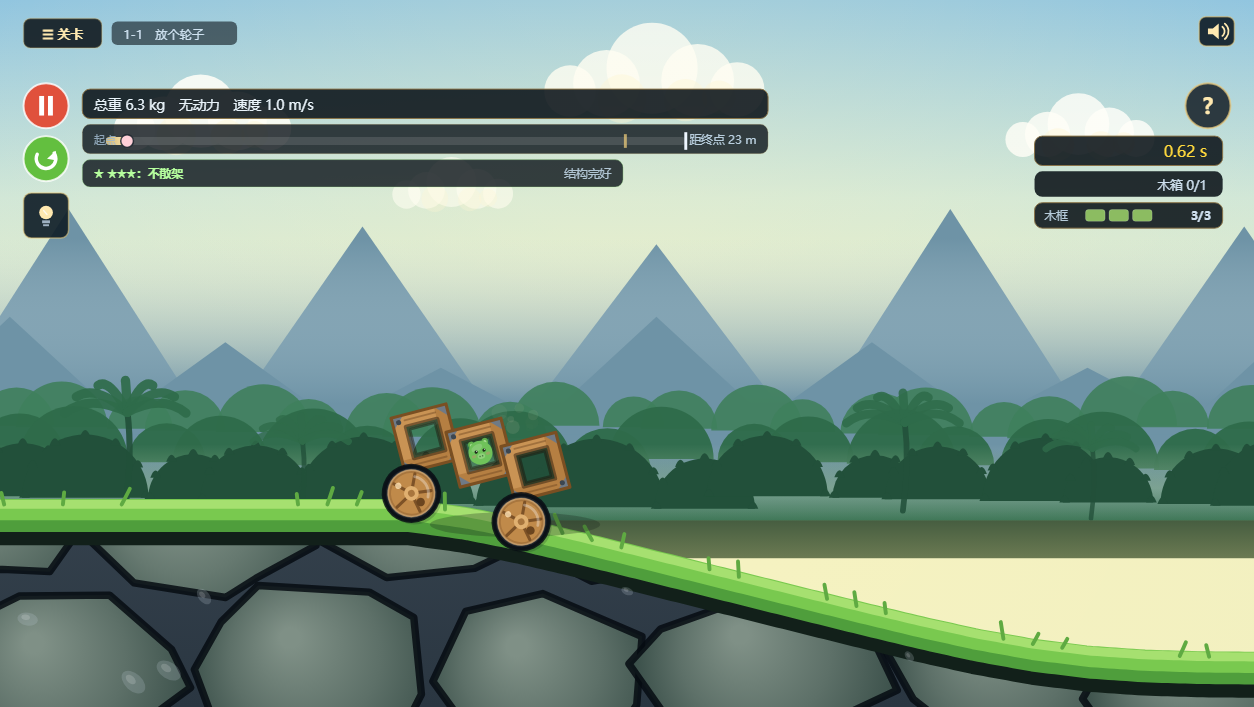 ☰ 关卡
1-1 放个轮子
总重 6.3 kg 无动力 速度 1.0 m/s
起点 距终点 23 m
★ ★★★: 不散架 结构完好
?
0.62 s
木箱 0/1
木框 3/3